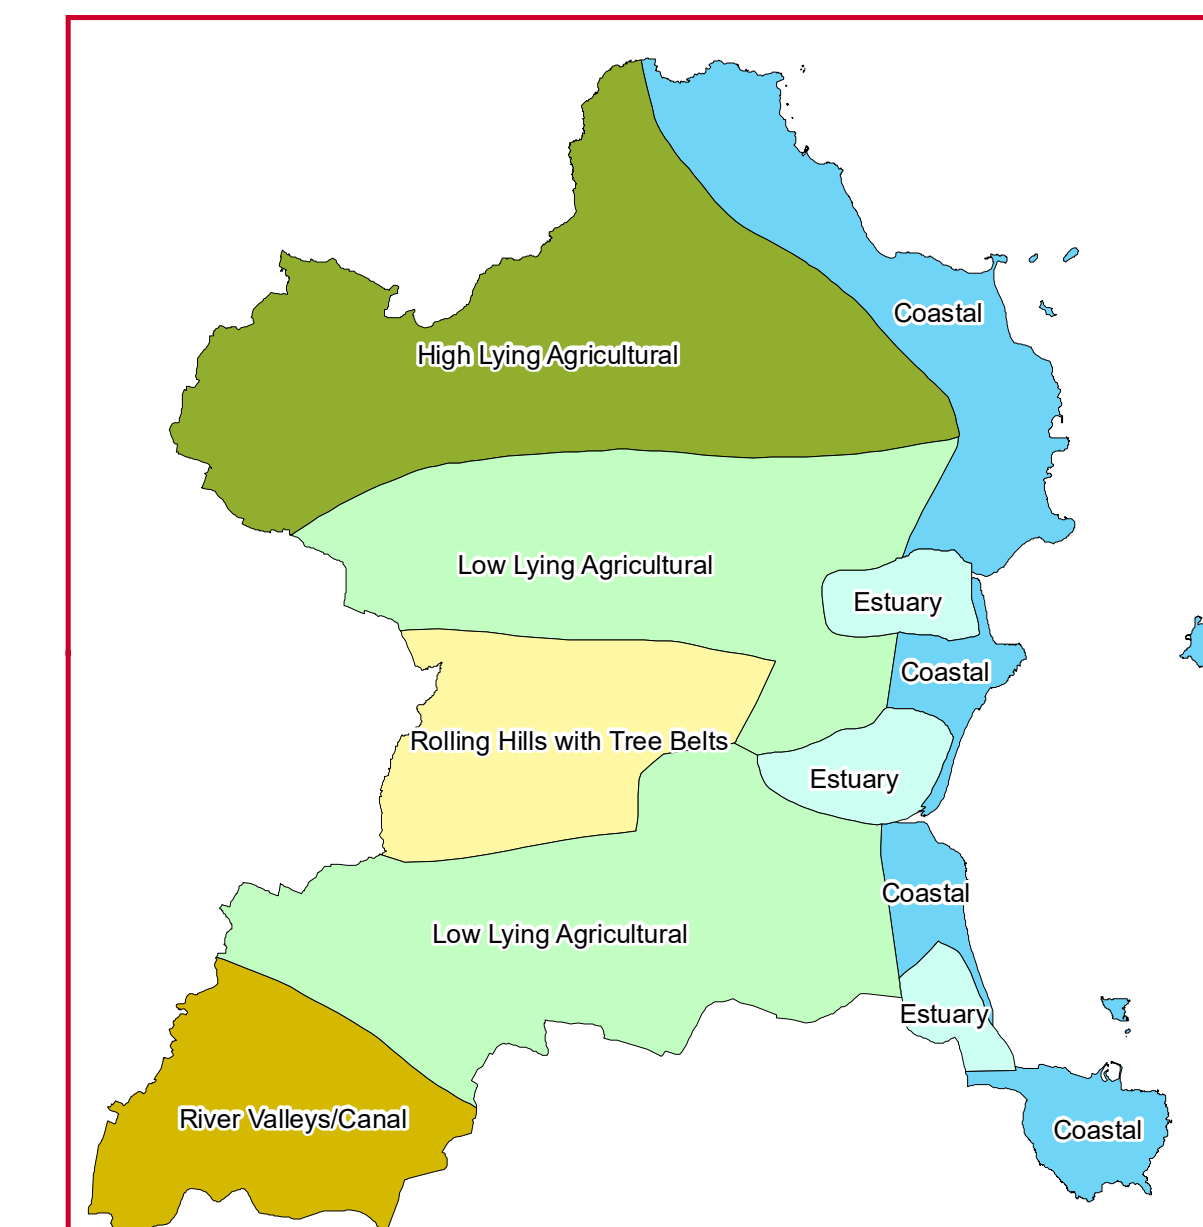 Coastal
High Lying Agricultural
Low Lying Agricultural
Estuary
Coastal
Rolling Hills with Tree Belts
Estuary
Coastal
Low Lying Agricultural
Estuary
River Valleys/Canal
Coastal